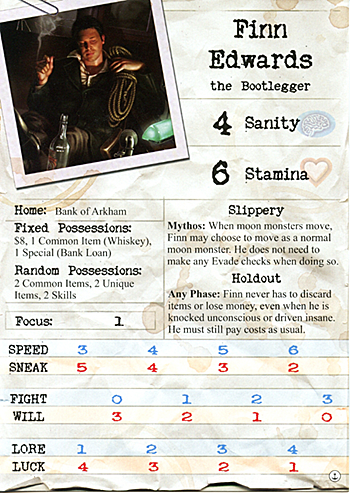 Finn
Edwards
the Bootlegger
4 Sanity
6 Stamina
Home: Bank of Arkham
Fixed Possessions:
$8, 1 Common Item (Whiskey),
1 Special (Bank Loan)
Random Possessions:
2 Common Items, 2 Unique
Items, 2 Skills
Focus: 1
Slippery
Mythos: When moon monsters move,
Finn may choose to move as a normal
moon monster. He does not need to
make any Evade checks when doing so.
Holdout
Any Phase: Finn never has to discard
items or lose money, even when he is
knocked unconscious or driven insane.
He must still pay costs as usual.
SPEED 3 4 5 6
SNEAK 5 4 3 2
FIGHT 0 1 2 3
WILL 3 2 1 0
LORE 1 2 3 4
LUCK 4 3 2 1